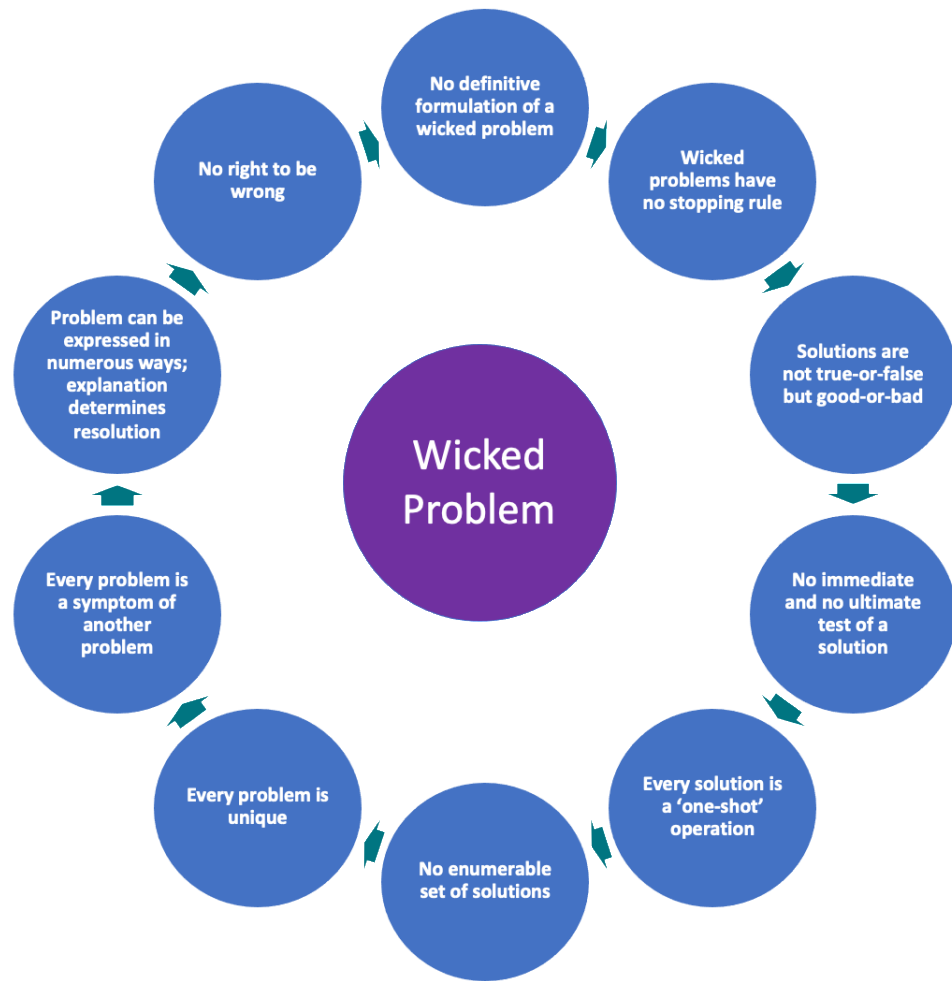 No definitive
formulation of a
wicked problem
Wicked
problems have
no stopping rule
Solutions are
not true-or-false
but good-or-bad
No immediate
and no ultimate
test of a
solution
Every solution is
a ‘one-shot’
operation
No enumerable
set of solutions
Every problem is
unique
Every problem is
a symptom of
another
problem
Problem can be
expressed in
numerous ways;
explanation
determines
resolution
No right to be
wrong
Wicked
Problem